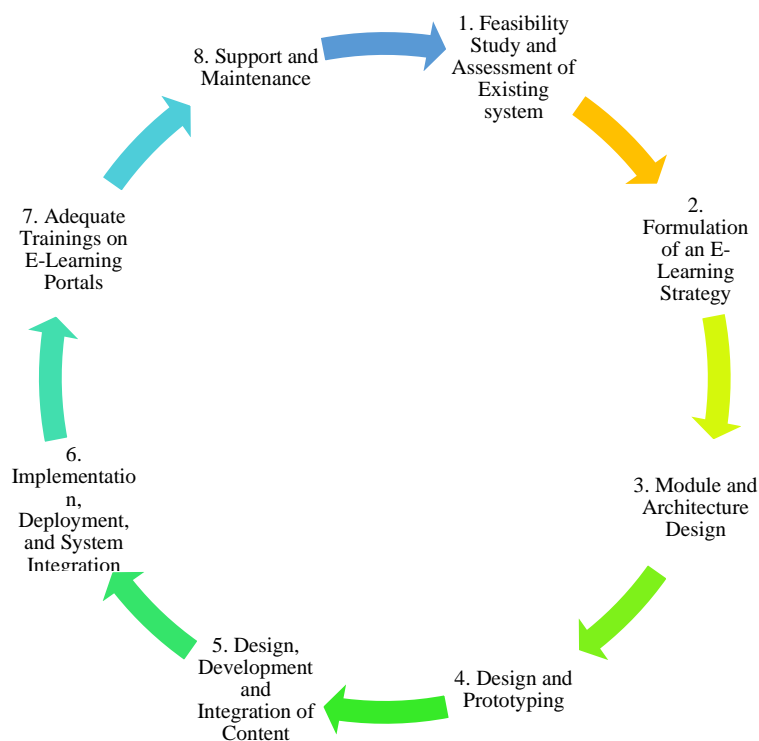 1. Feasibility
Study and
Assessment of
Existing
system
2.
Formulation
of an E-
Learning
Strategy
3. Module and
Architecture
Design
4. Design and
Prototyping
5. Design,
Development
and
Integration of
Content
6.
Implementatio
n,
Deployment,
and System
Integration
7. Adequate
Trainings on
E-Learning
Portals
8. Support and
Maintenance